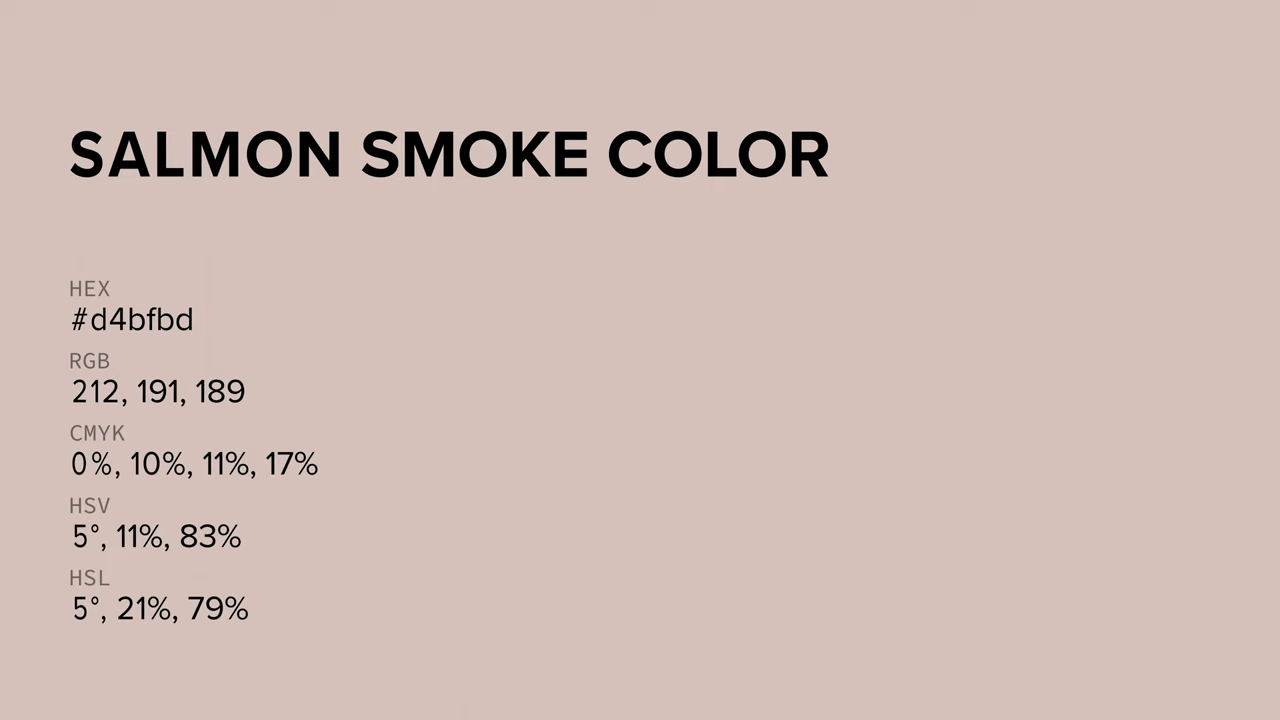 SALMON SMOKE COLOR
HEX
#d4bfbd
RGB
212, 191, 189
CMYK
0%, 10%, 11%, 17%
HSV
5°, 11%, 83%
HSL
5°, 21%, 79%